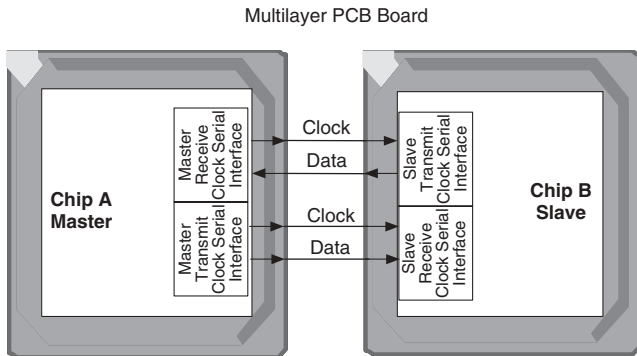 Multilayer PCB Board
Chip A
Master
Master
Receive
Clock Serial
Interface
Master
Transmit
Clock Serial
Interface
Clock
Data
Clock
Data
Slave
Transmit
Clock Serial
Interface
Slave
Receive
Clock Serial
Interface
Chip B
Slave